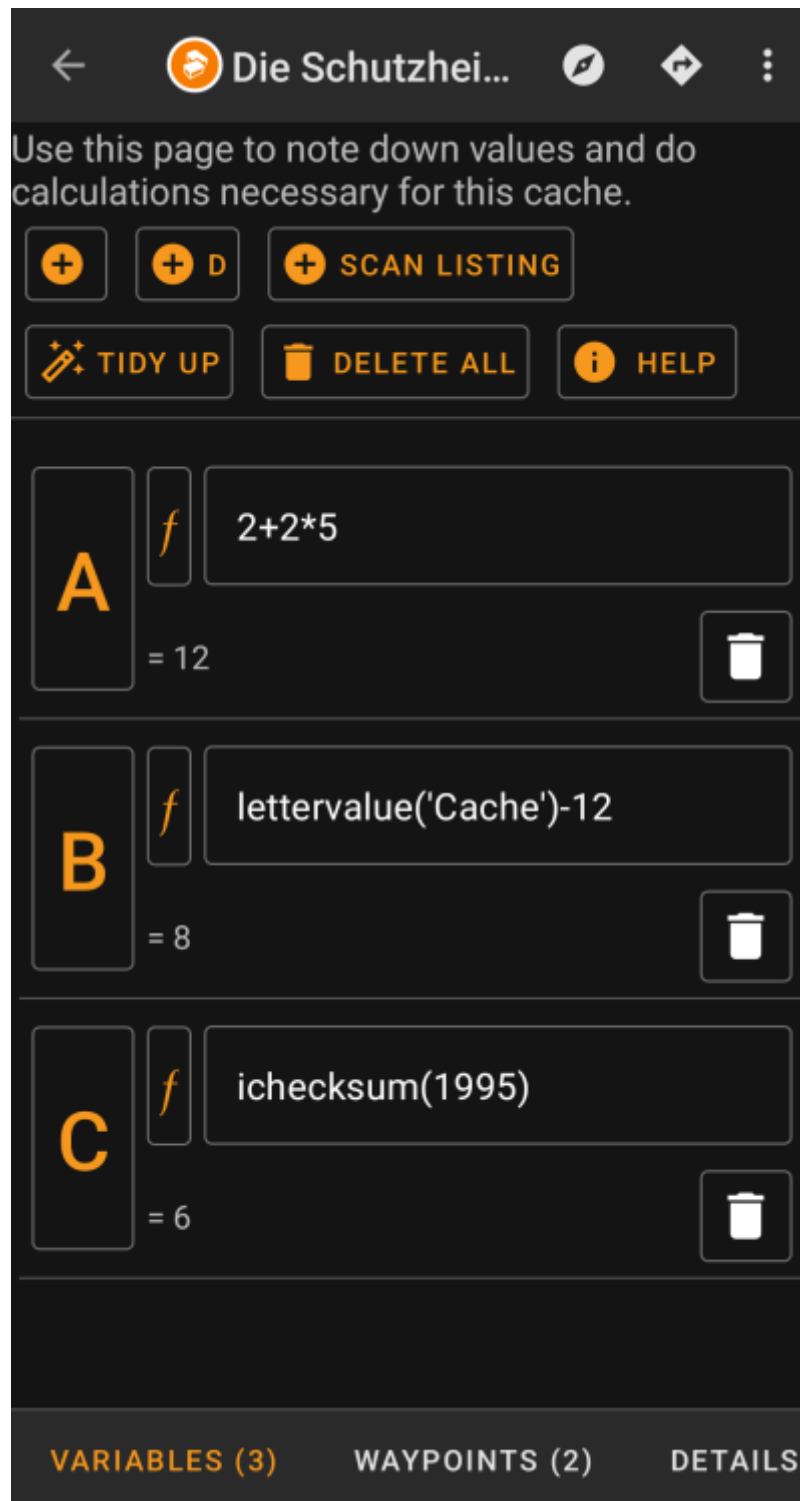 Die Schutzhei...
Use this page to note down values and do
calculations necessary for this cache.
D
SCAN LISTING
TIDY UP
DELETE ALL
HELP
A
f
2+2*5
= 12
B
f
lettervalue('Cache')-12
= 8
C
f
ichecksum(1995)
= 6
VARIABLES (3)
WAYPOINTS (2)
DETAILS